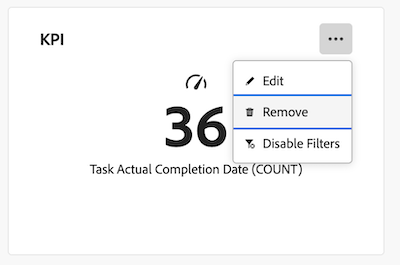 KPI
Edit
Remove
Disable Filters
36
Task Actual Completion Date (COUNT)